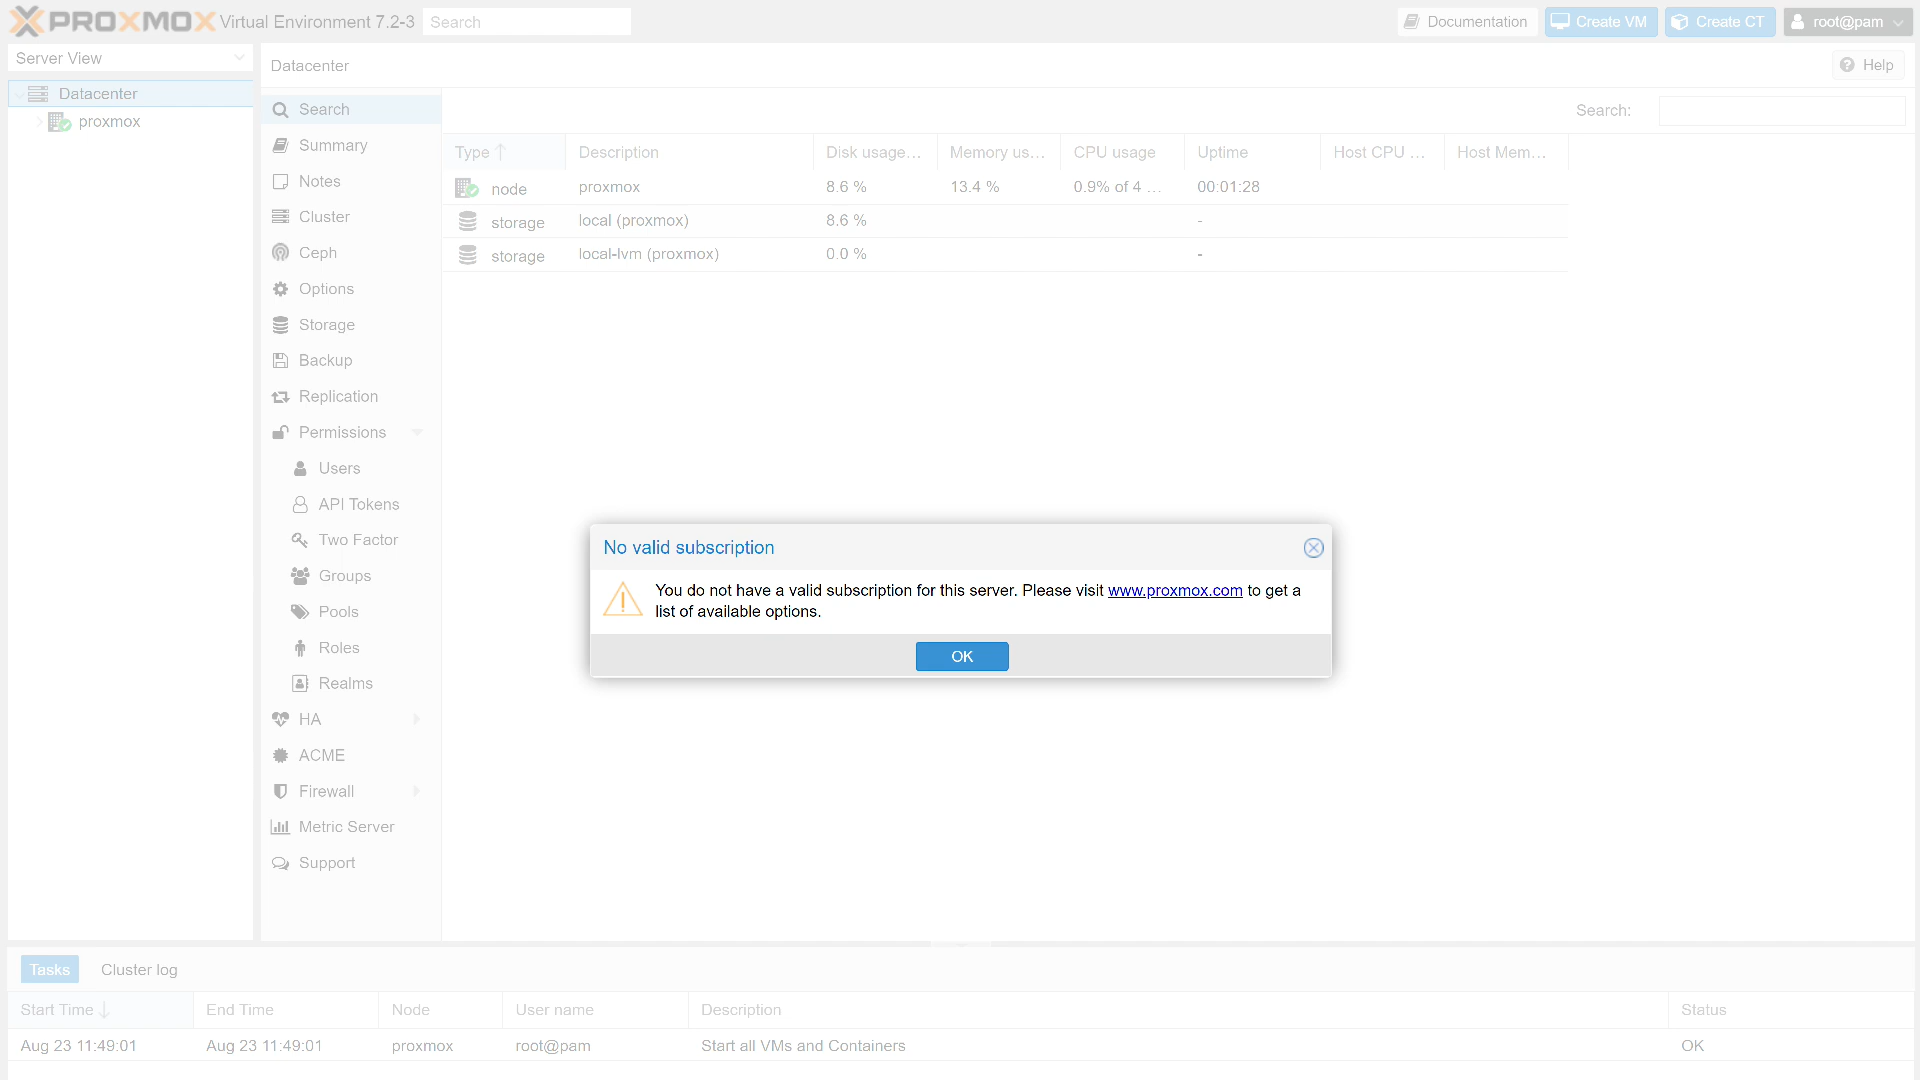 PROXMOX Virtual Environment 7.2-3 Search Documentation Create VM Create CT root@pam
Server View
Datacenter
proxmox
Datacenter Help
Search
Summary
Notes
Cluster
Ceph
Options
Storage
Backup
Replication
Permissions
Users
API Tokens
Two Factor
Groups
Pools
Roles
Realms
HA
ACME
Firewall
Metric Server
Support
Search:
Type Description Disk usage... Memory us... CPU usage Uptime Host CPU ... Host Mem...
node proxmox 8.6 % 13.4 % 0.9% of 4 ... 00:01:28
storage local (proxmox) 8.6 % -
storage local-lvm (proxmox) 0.0 % -
No valid subscription
You do not have a valid subscription for this server. Please visit www.proxmox.com to get a
list of available options.
OK
Tasks Cluster log
Start Time End Time Node User name Description Status
Aug 23 11:49:01 Aug 23 11:49:01 proxmox root@pam Start all VMs and Containers OK